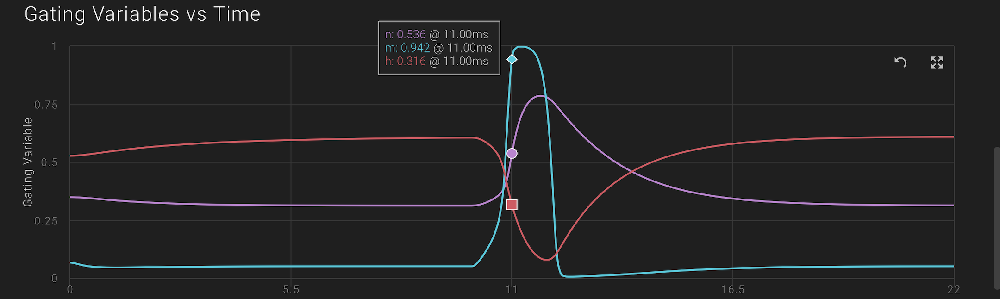 Gating Variables vs Time
n: 0.536 @ 11.00ms
m: 0.942 @ 11.00ms
h: 0.316 @ 11.00ms
Gating Variable
1
0.75
0.5
0.25
0
0 5.5 11 16.5 22